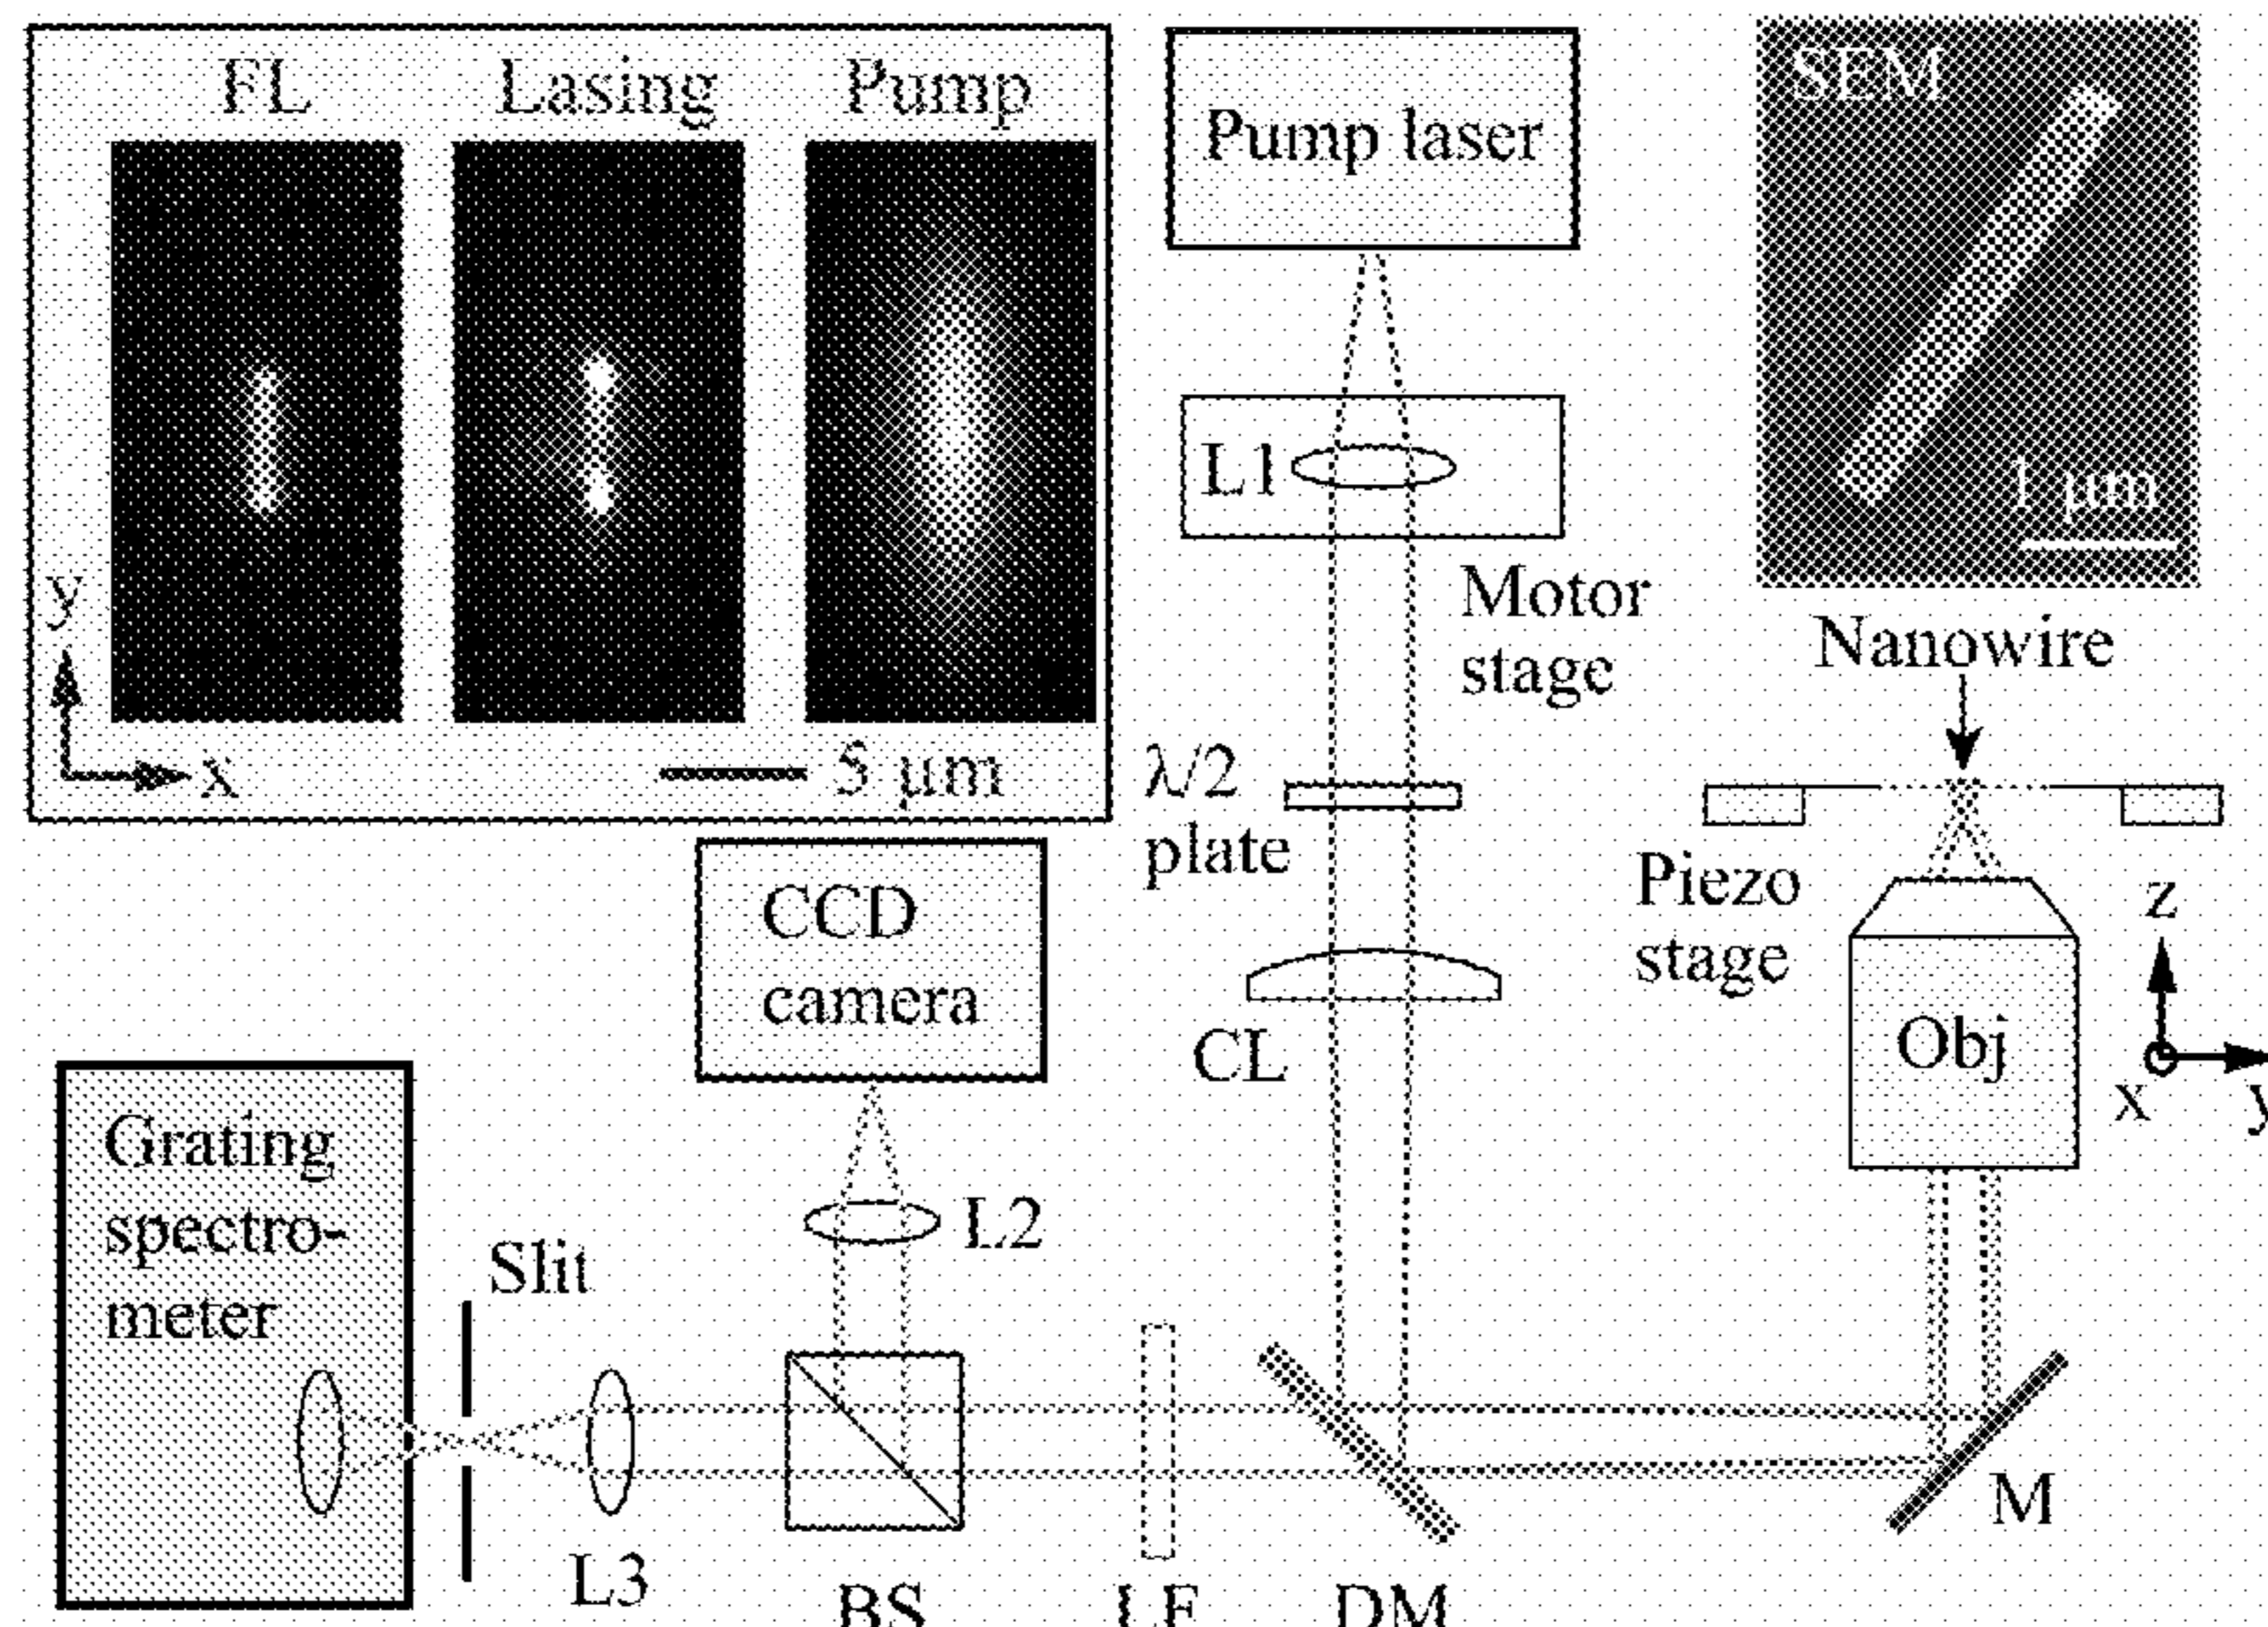 FL
Lasing
Pump
y
x
5 µm
Pump laser
SEM
1 µm
L1
Motor
stage
Nanowire
λ/2
plate
Piezo
stage
z
x
y
CL
Obj
CCD
camera
L2
Grating
spectro-
meter
Slit
L3
BS
LF
DM
M